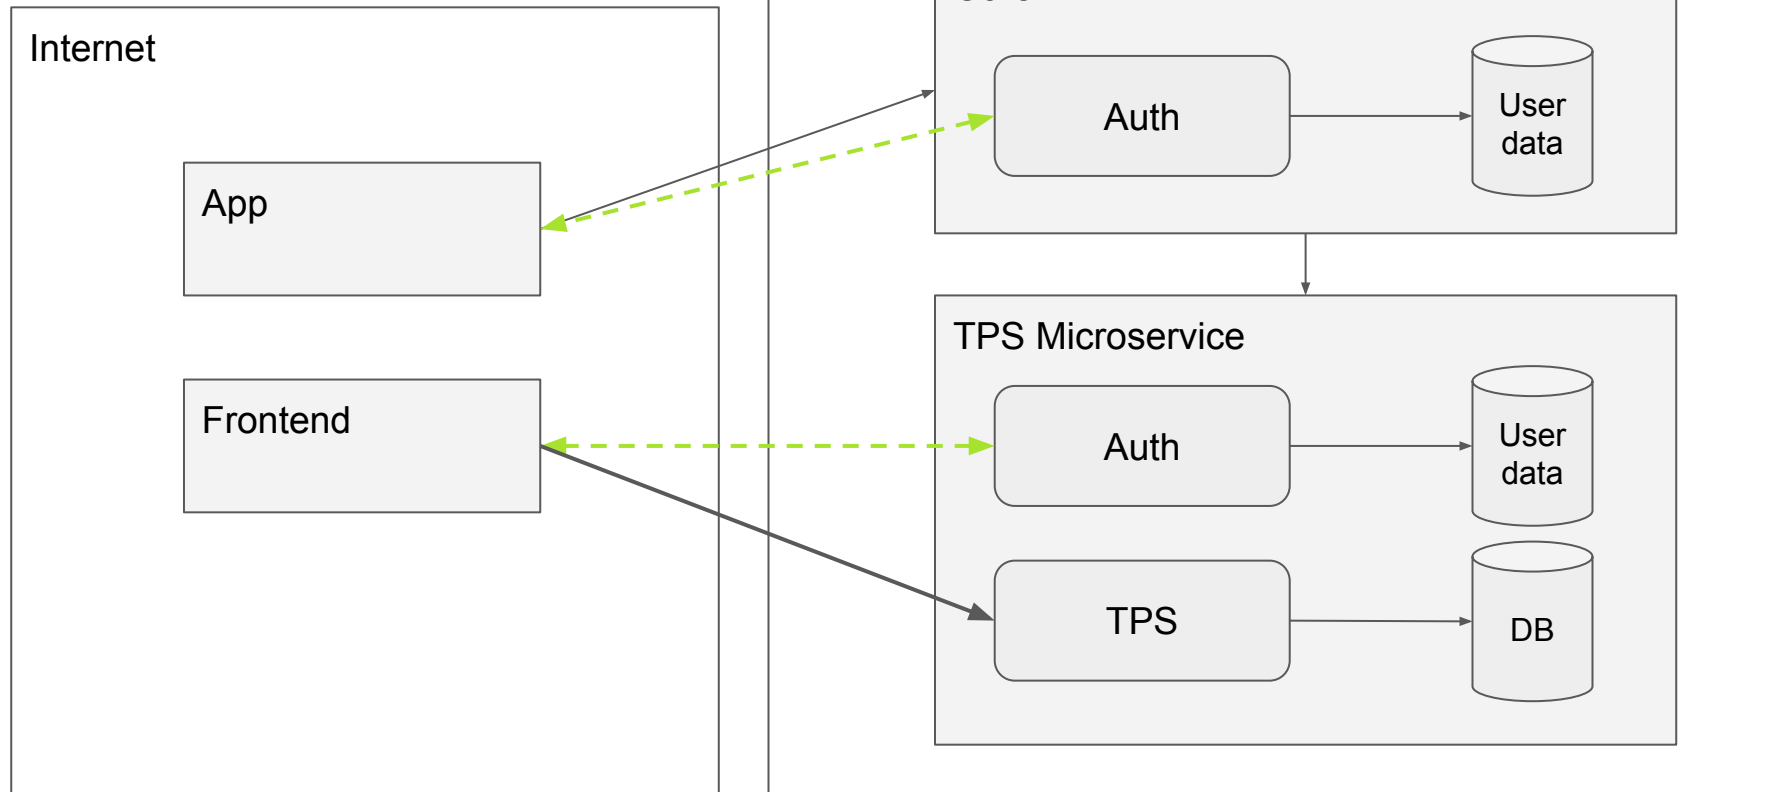 Internet
App
Frontend
Auth
User
data
TPS Microservice
Auth
User
data
TPS
DB